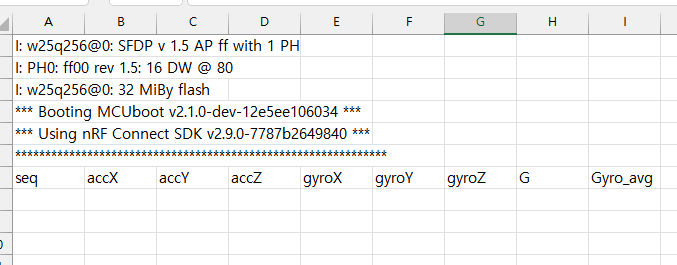 A B C D E F G H I
I: w25q256@0: SFDP v 1.5 AP ff with 1 PH
I: PH0: ff00 rev 1.5: 16 DW @ 80
I: w25q256@0: 32 MiBy flash
*** Booting MCUboot v2.1.0-dev-12e5ee106034 ***
*** Using nRF Connect SDK v2.9.0-7787b2649840 ***
**************************************************************
seq accX accY accZ gyroX gyroY gyroZ G Gyro_avg